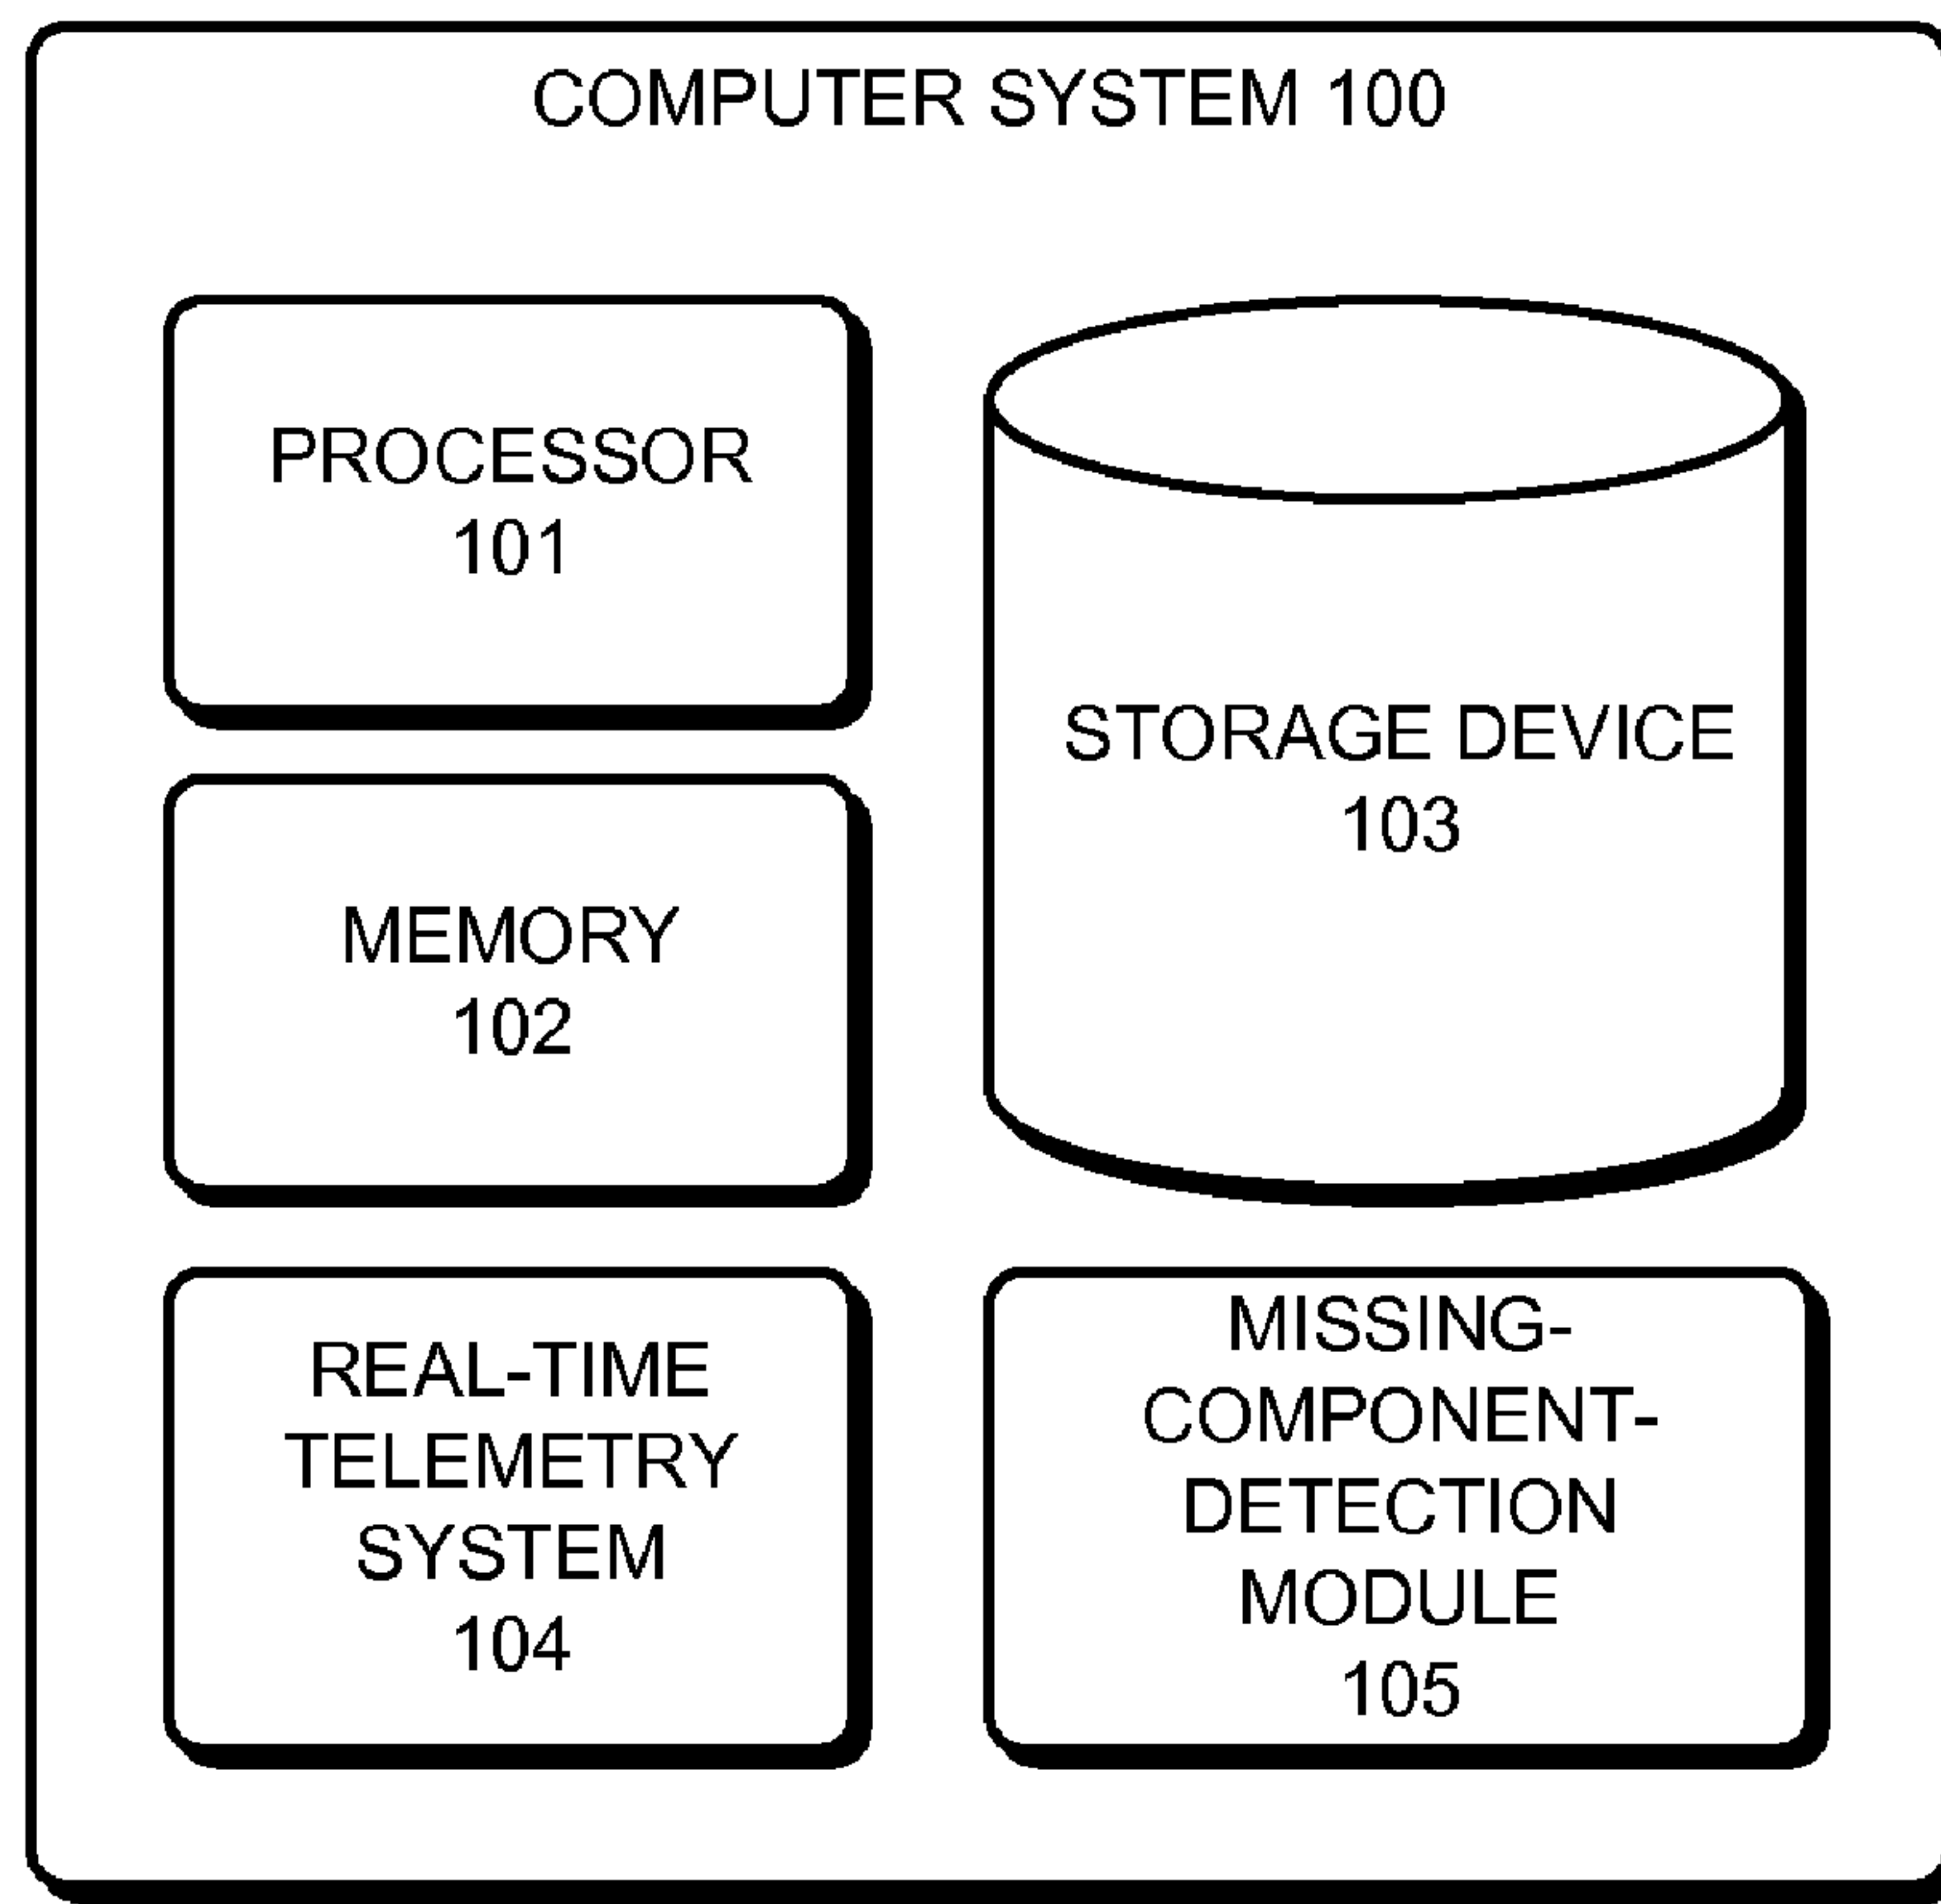 COMPUTER SYSTEM 100
PROCESSOR
101
STORAGE DEVICE
103
MEMORY
102
REAL-TIME
TELEMETRY
SYSTEM
104
MISSING-
COMPONENT-
DETECTION
MODULE
105